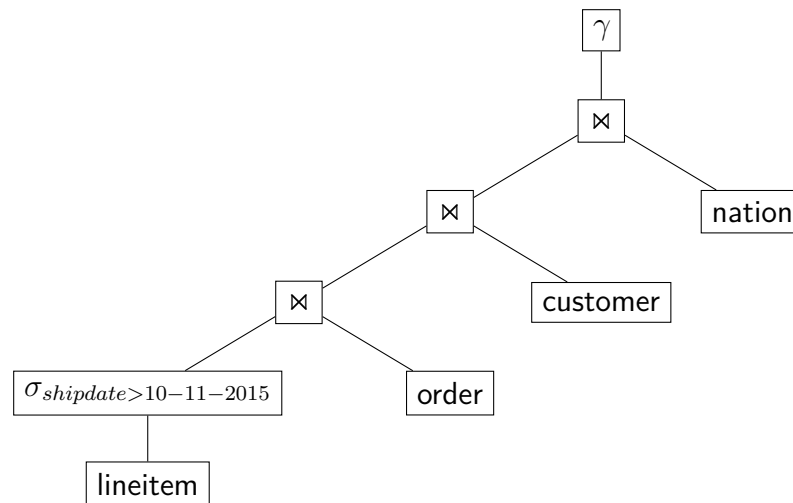 γ
⋈
⋈
nation
⋈
customer
σshipdate>10−11−2015
order
lineitem